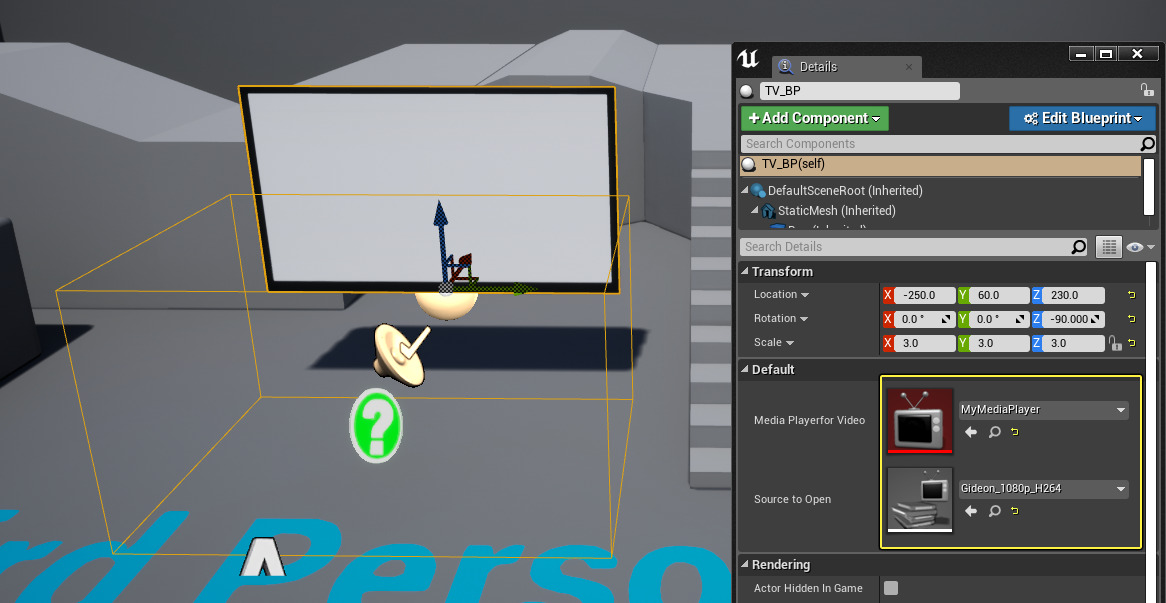 Details
TV_BP
+ Add Component
Edit Blueprint
Search Components
TV_BP(self)
DefaultSceneRoot (Inherited)
StaticMesh (Inherited)
Search Details
Transform
Location X -250.0 Y 60.0 Z 230.0
Rotation X 0.0 ° Y 0.0 ° Z -90.000
Scale X 3.0 Y 3.0 Z 3.0
Default
Media Playerfor Video
MyMediaPlayer
Source to Open
Gideon_1080p_H264
Rendering
Actor Hidden In Game
?
rd Perso